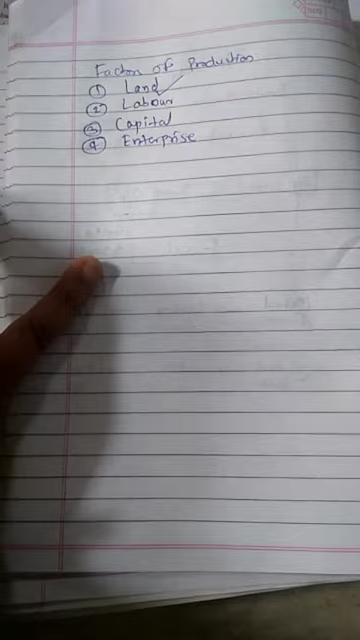 Factors of Production
① Land
② Labour
③ Capital
④ Enterprise